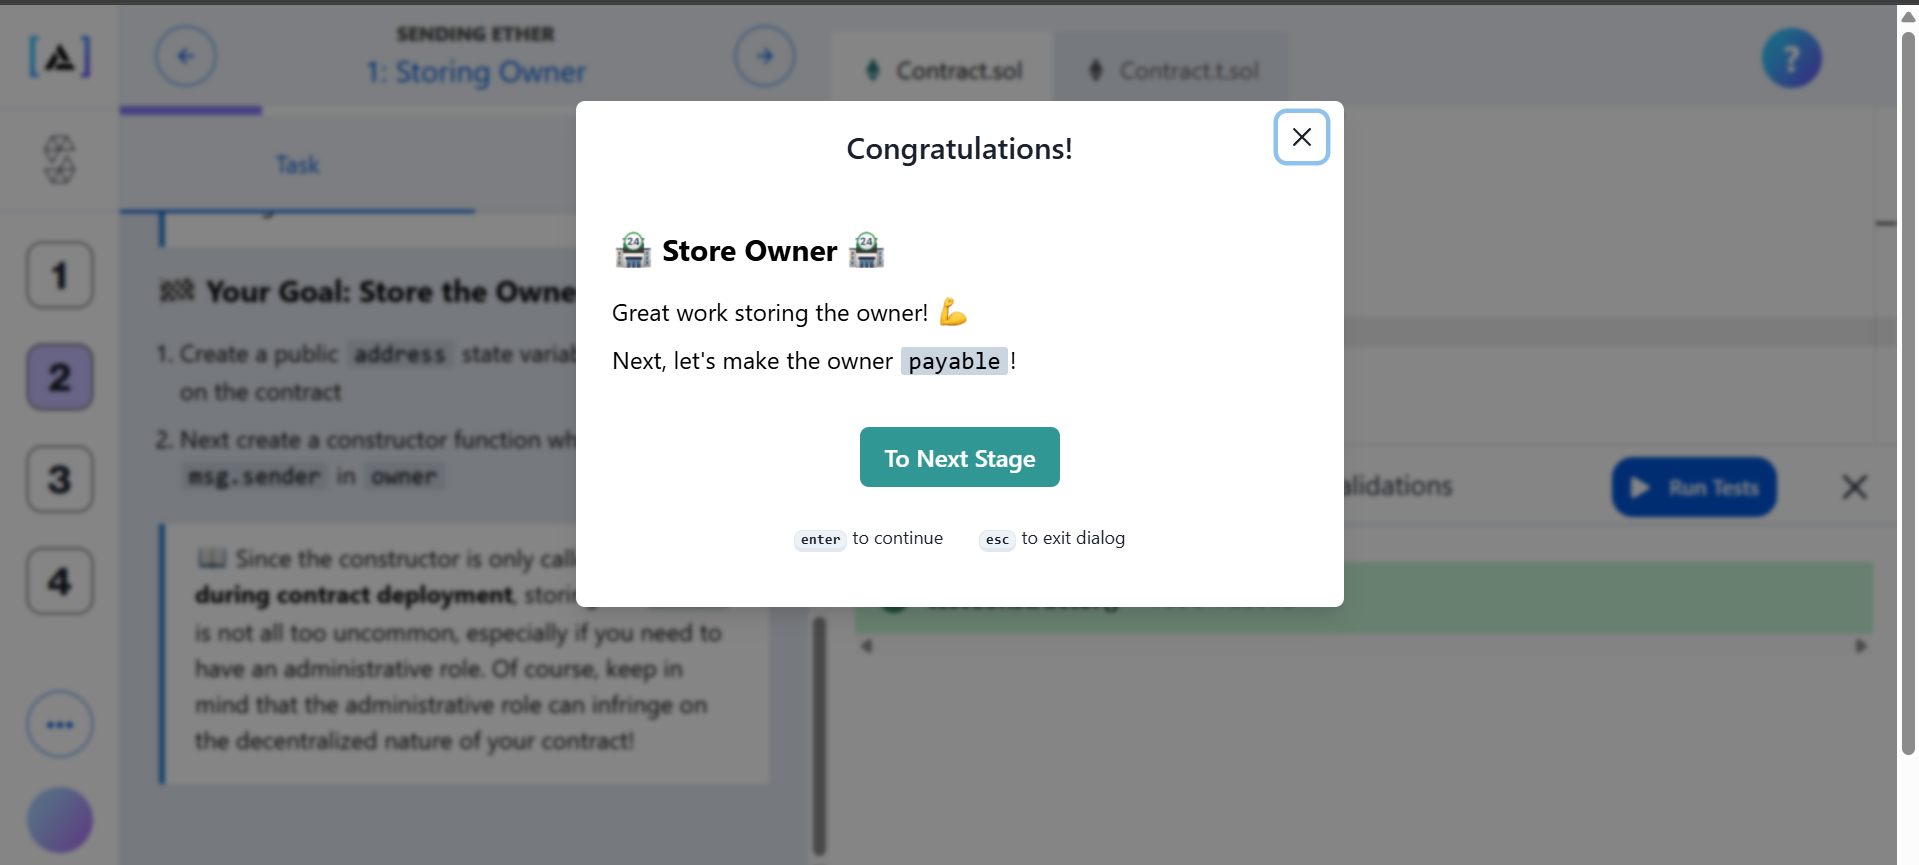 SENDING ETHER
1: Storing Owner
Contract.sol
Contract.t.sol
?
Task
1
2
3
4
Your Goal: Store the Owne
1. Create a public address state variab
on the contract
2. Next create a constructor function wh
msg.sender in owner
Since the constructor is only call
during contract deployment, storing
is not all too uncommon, especially if you need to
have an administrative role. Of course, keep in
mind that the administrative role can infringe on
the decentralized nature of your contract!
Congratulations!
24 Store Owner 24
Great work storing the owner!
Next, let's make the owner payable!
To Next Stage
enter to continue esc to exit dialog
alidations
Run Tests